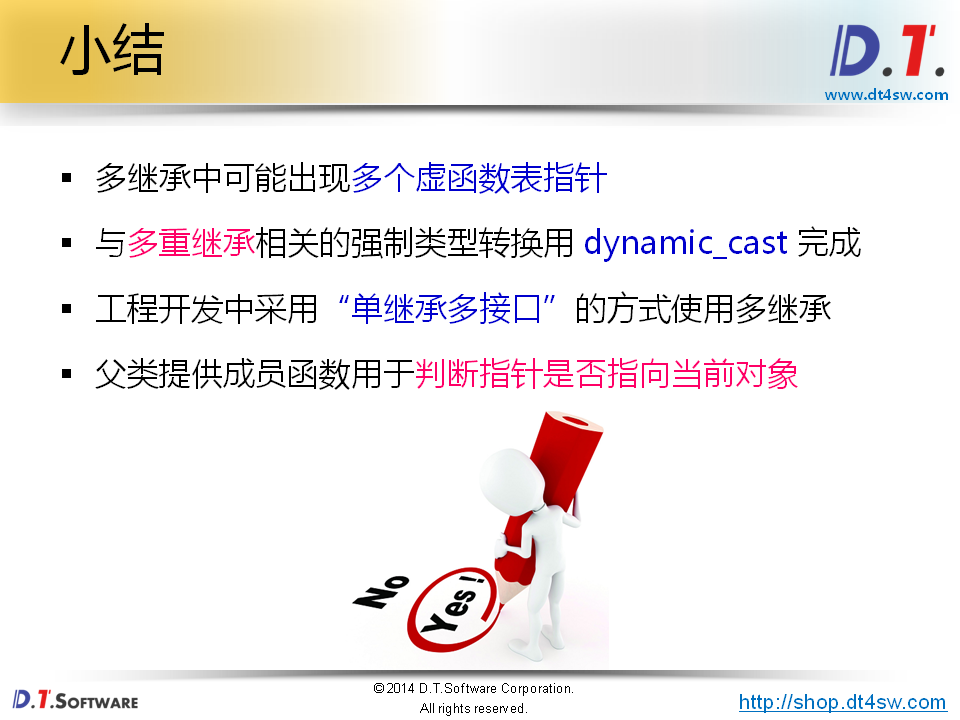 小结
D.T.
www.dt4sw.com
▪ 多继承中可能出现多个虚函数表指针
▪ 与多重继承相关的强制类型转换用 dynamic_cast 完成
▪ 工程开发中采用“单继承多接口”的方式使用多继承
▪ 父类提供成员函数用于判断指针是否指向当前对象
No
Yes!
D.T.SOFTWARE
©2014 D.T.Software Corporation.
All rights reserved.
http://shop.dt4sw.com